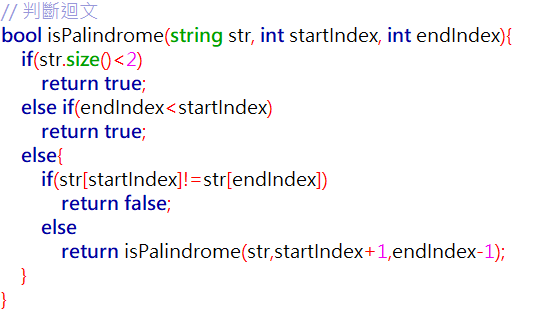 // 判斷迴文
bool isPalindrome(string str, int startIndex, int endIndex){
    if(str.size()<2)
        return true;
    else if(endIndex<startIndex)
        return true;
    else{
        if(str[startIndex]!=str[endIndex])
            return false;
        else
            return isPalindrome(str,startIndex+1,endIndex-1);
    }
}